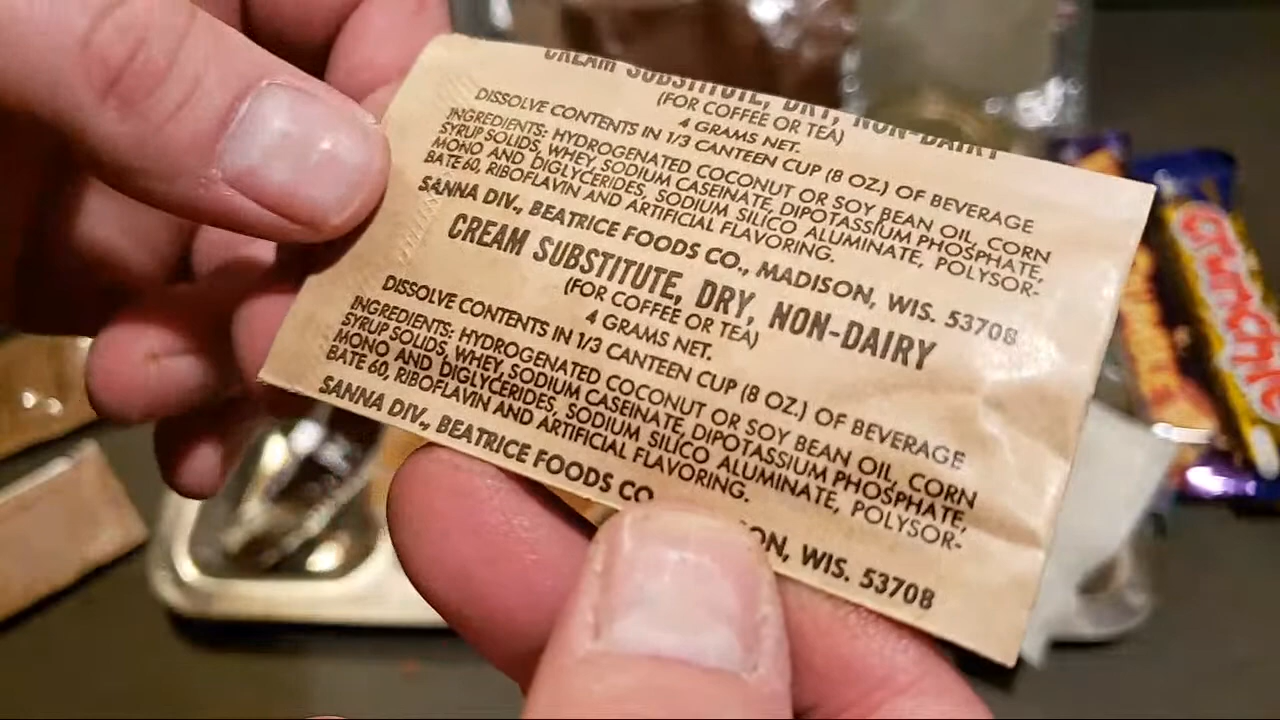 CREAM SUBSTITUTE, DRY, NON-DAIRY
(FOR COFFEE OR TEA)
4 GRAMS NET.
DISSOLVE CONTENTS IN 1/3 CANTEEN CUP (8 OZ.) OF BEVERAGE
INGREDIENTS: HYDROGENATED COCONUT OR SOY BEAN OIL, CORN
SYRUP SOLIDS, WHEY, SODIUM CASEINATE, DIPOTASSIUM PHOSPHATE,
MONO AND DIGLYCERIDES, SODIUM SILICO ALUMINATE, POLYSOR-
BATE 60, RIBOFLAVIN AND ARTIFICIAL FLAVORING.
SANNA DIV., BEATRICE FOODS CO., MADISON, WIS. 53708
CREAM SUBSTITUTE, DRY, NON-DAIRY
(FOR COFFEE OR TEA)
4 GRAMS NET.
DISSOLVE CONTENTS IN 1/3 CANTEEN CUP (8 OZ.) OF BEVERAGE
INGREDIENTS: HYDROGENATED COCONUT OR SOY BEAN OIL, CORN
SYRUP SOLIDS, WHEY, SODIUM CASEINATE, DIPOTASSIUM PHOSPHATE,
MONO AND DIGLYCERIDES, SODIUM SILICO ALUMINATE, POLYSOR-
BATE 60, RIBOFLAVIN AND ARTIFICIAL FLAVORING.
SANNA DIV., BEATRICE FOODS CO ON, WIS. 53708
Crunchie